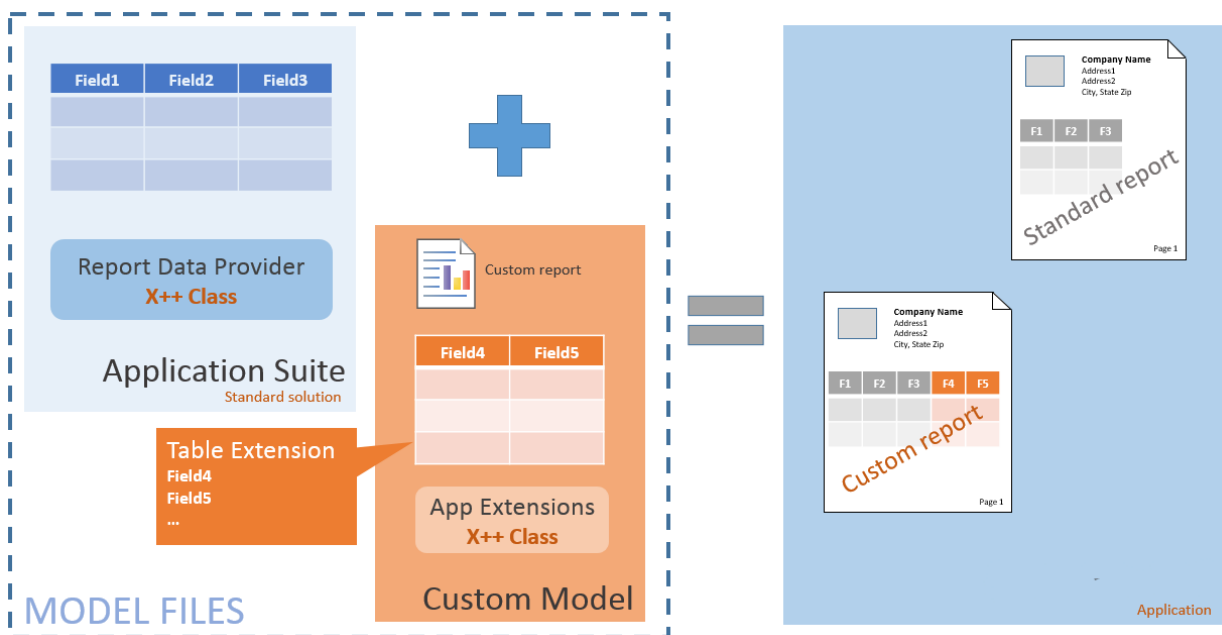 Field1 Field2 Field3
Report Data Provider
X++ Class
Application Suite
Standard solution
Table Extension
Field4
Field5
...
Custom report
Field4 Field5
App Extensions
X++ Class
Custom Model
MODEL FILES
Company Name
Address1
Address2
City, State Zip
F1 F2 F3
Standard report
Page 1
Company Name
Address1
Address2
City, State Zip
F1 F2 F3 F4 F5
Custom report
Page 1
Application